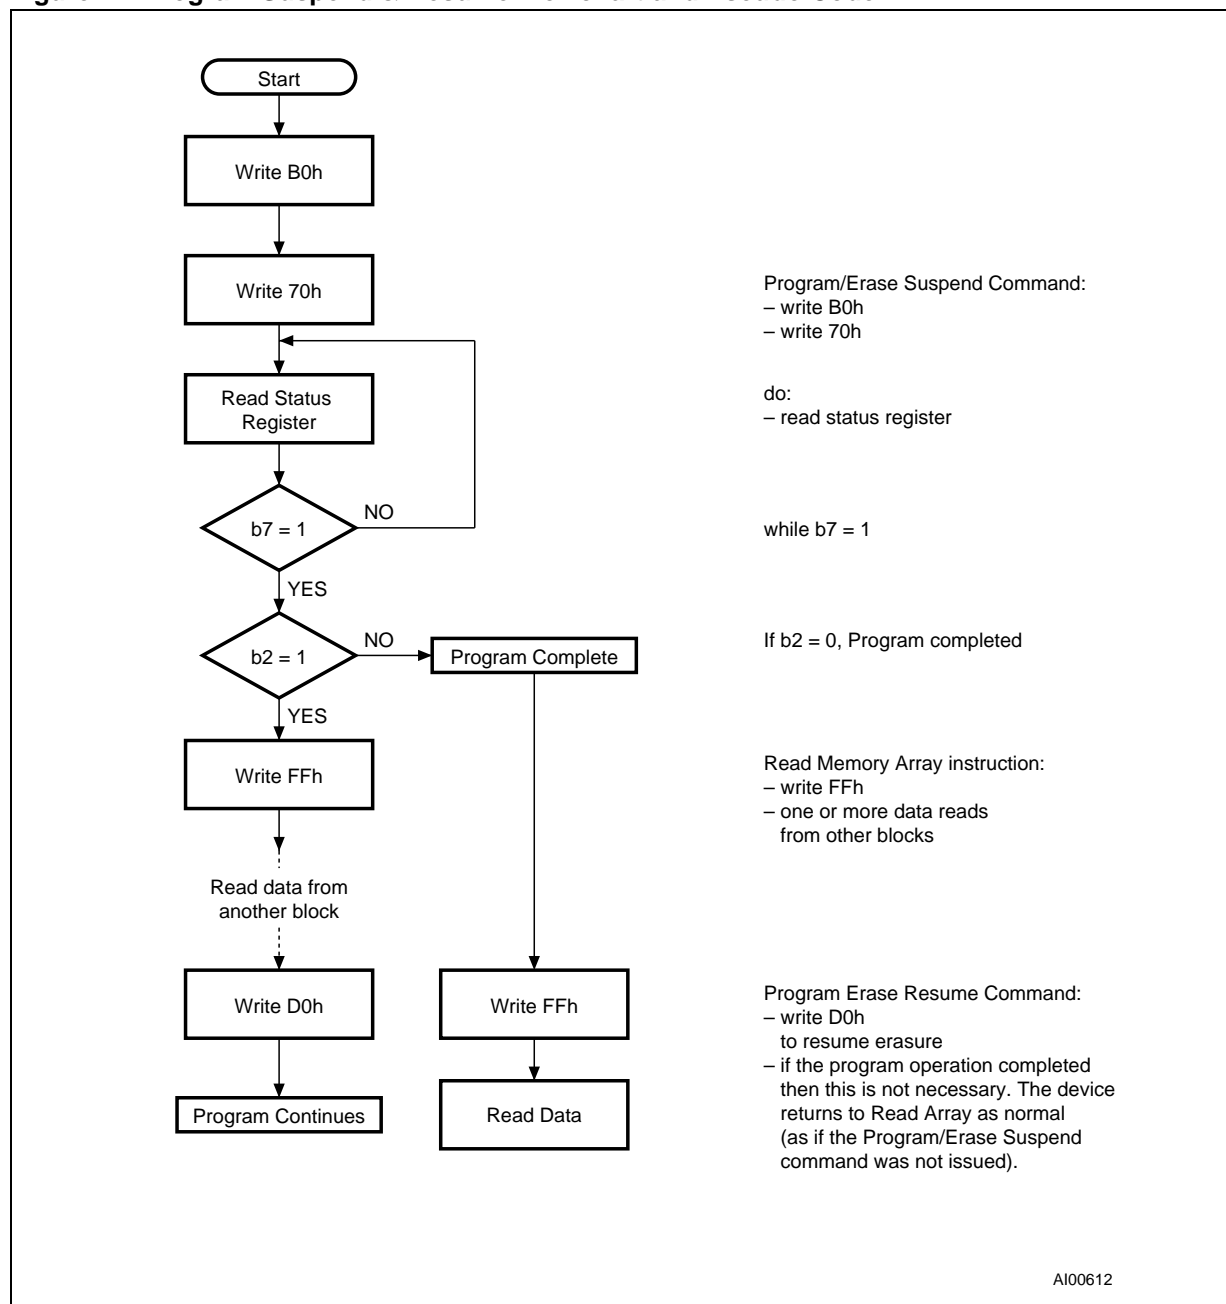 Start
Write B0h
Write 70h
Program/Erase Suspend Command:
– write B0h
– write 70h
Read Status
Register
do:
– read status register
b7 = 1
NO
while b7 = 1
YES
b2 = 1
NO
Program Complete
If b2 = 0, Program completed
YES
Write FFh
Read Memory Array instruction:
– write FFh
– one or more data reads
from other blocks
Read data from
another block
Write D0h
Write FFh
Program Erase Resume Command:
– write D0h
to resume erasure
– if the program operation completed
then this is not necessary. The device
returns to Read Array as normal
(as if the Program/Erase Suspend
command was not issued).
Program Continues
Read Data
AI00612